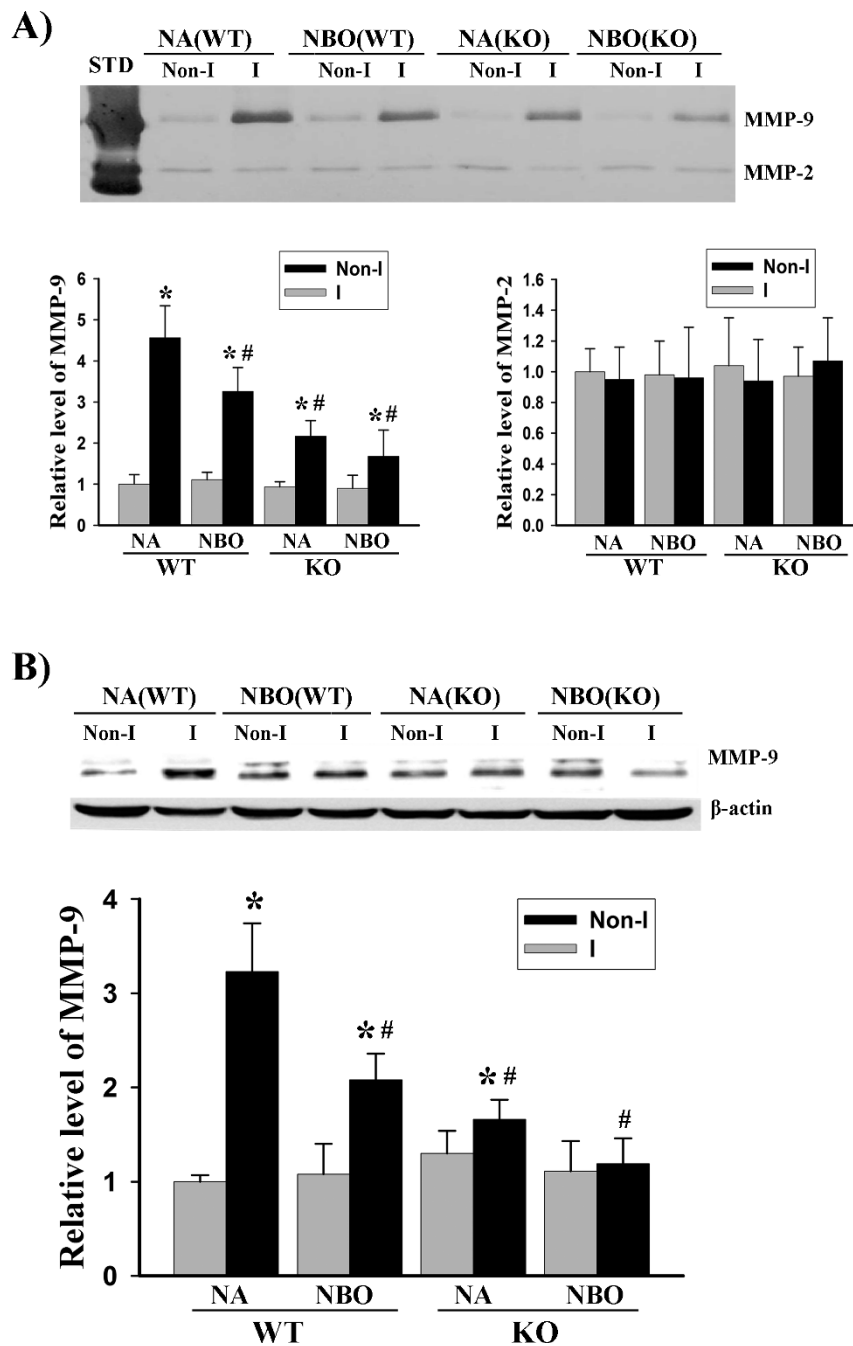 A)
NA(WT) NBO(WT) NA(KO) NBO(KO)
STD Non-I I Non-I I Non-I I Non-I I
MMP-9
MMP-2
Relative level of MMP-9
6
5
4
3
2
1
0
Non-I
I
*
*#
*#
*#
NA NBO NA NBO
WT KO
Relative level of MMP-2
1.6
1.4
1.2
1.0
0.8
0.6
0.4
0.2
0.0
Non-I
I
NA NBO NA NBO
WT KO
B)
NA(WT) NBO(WT) NA(KO) NBO(KO)
Non-I I Non-I I Non-I I Non-I I
MMP-9
β-actin
Relative level of MMP-9
4
3
2
1
0
Non-I
I
*
*#
*#
#
NA NBO NA NBO
WT KO